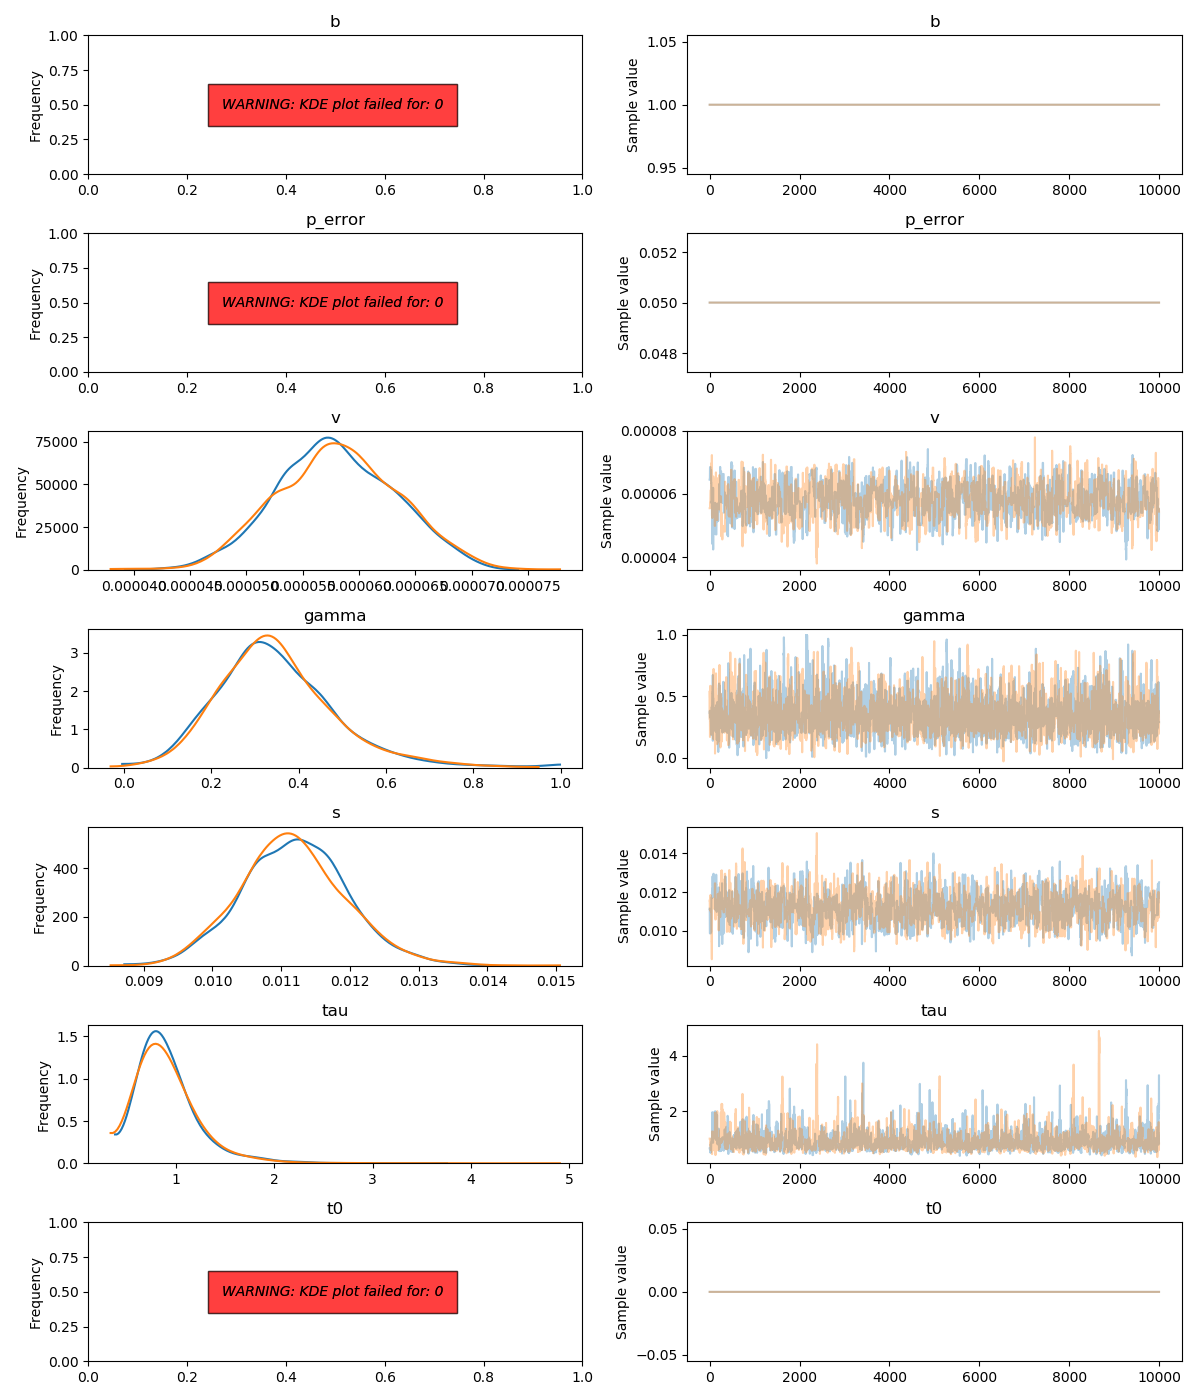 b
b
1.00
0.75
0.50
0.25
0.00
Frequency
WARNING: KDE plot failed for: 0
0.0 0.2 0.4 0.6 0.8 1.0
1.05
1.00
0.95
Sample value
0 2000 4000 6000 8000 10000
p_error
p_error
1.00
0.75
0.50
0.25
0.00
Frequency
WARNING: KDE plot failed for: 0
0.0 0.2 0.4 0.6 0.8 1.0
0.052
0.050
0.048
Sample value
0 2000 4000 6000 8000 10000
v
v
75000
50000
25000
0
Frequency
0.000040 0.000045 0.000050 0.000055 0.000060 0.000065 0.000070 0.000075
0.00008
0.00006
0.00004
Sample value
0 2000 4000 6000 8000 10000
gamma
gamma
3
2
1
0
Frequency
0.0 0.2 0.4 0.6 0.8 1.0
1.0
0.5
0.0
Sample value
0 2000 4000 6000 8000 10000
s
s
400
200
0
Frequency
0.009 0.010 0.011 0.012 0.013 0.014 0.015
0.014
0.012
0.010
Sample value
0 2000 4000 6000 8000 10000
tau
tau
1.5
1.0
0.5
0.0
Frequency
1 2 3 4 5
4
2
Sample value
0 2000 4000 6000 8000 10000
t0
t0
1.00
0.75
0.50
0.25
0.00
Frequency
WARNING: KDE plot failed for: 0
0.0 0.2 0.4 0.6 0.8 1.0
0.05
0.00
−0.05
Sample value
0 2000 4000 6000 8000 10000